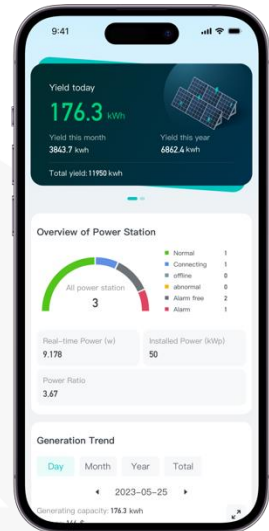 9:41
Yield today
176.3 kWh
Yield this month
Yield this year
3843.7 kwh
6862.4 kwh
Total yield: 11950 kwh
Overview of Power Station
All power station
3
Normal 1
Connecting 1
offline 0
abnormal 0
Alarm free 2
Alarm 1
Real-time Power (w)
Installed Power (kWp)
9.178
50
Power Ratio
3.67
Generation Trend
Day Month Year Total
2023-05-25
Generating capacity: 176.3 kwh